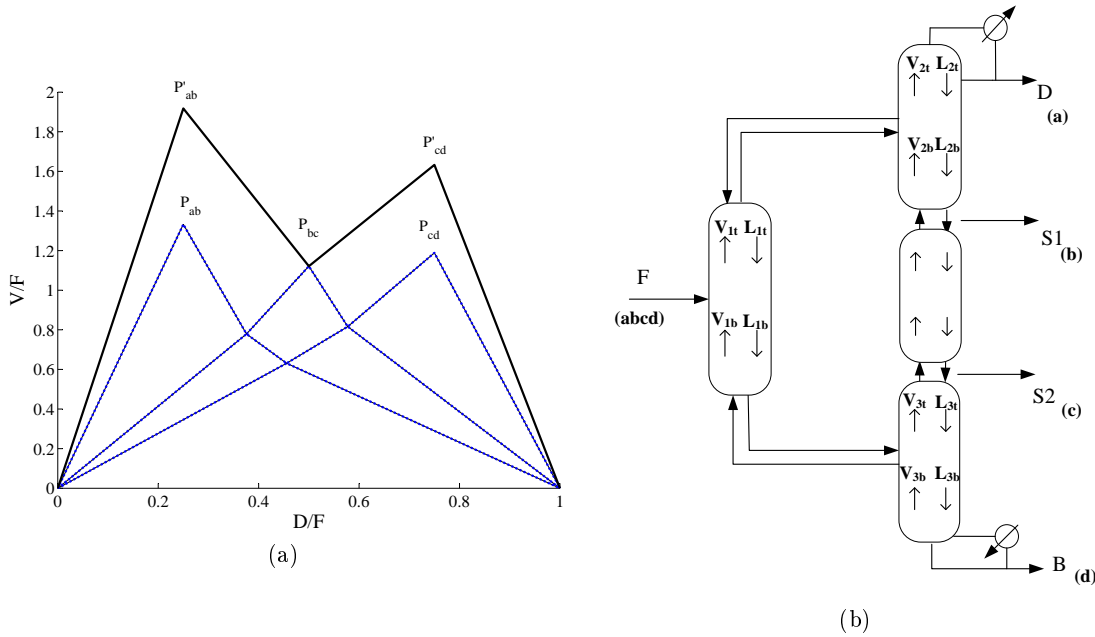 P'ab
P'cd
Pab
Pbc
Pcd
V/F
2
1.8
1.6
1.4
1.2
1
0.8
0.6
0.4
0.2
0
0 0.2 0.4 0.6 0.8 1
D/F
(a)
V2t L2t
D
(a)
V2b L2b
S1(b)
F
(abcd)
V1t L1t
V1b L1b
S2
(c)
V3t L3t
V3b L3b
B (d)
(b)